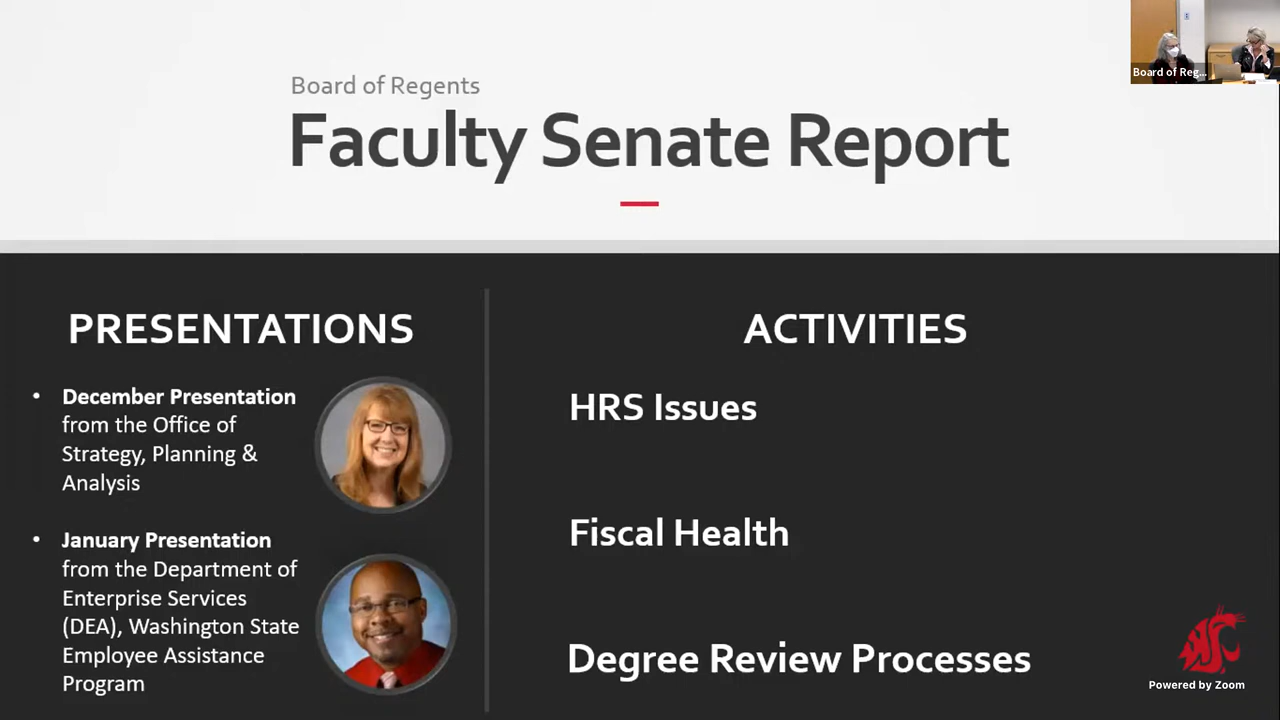 Board of Reg...
Board of Regents
Faculty Senate Report
PRESENTATIONS
• December Presentation
from the Office of
Strategy, Planning &
Analysis
• January Presentation
from the Department of
Enterprise Services
(DEA), Washington State
Employee Assistance
Program
ACTIVITIES
HRS Issues
Fiscal Health
Degree Review Processes
Powered by Zoom